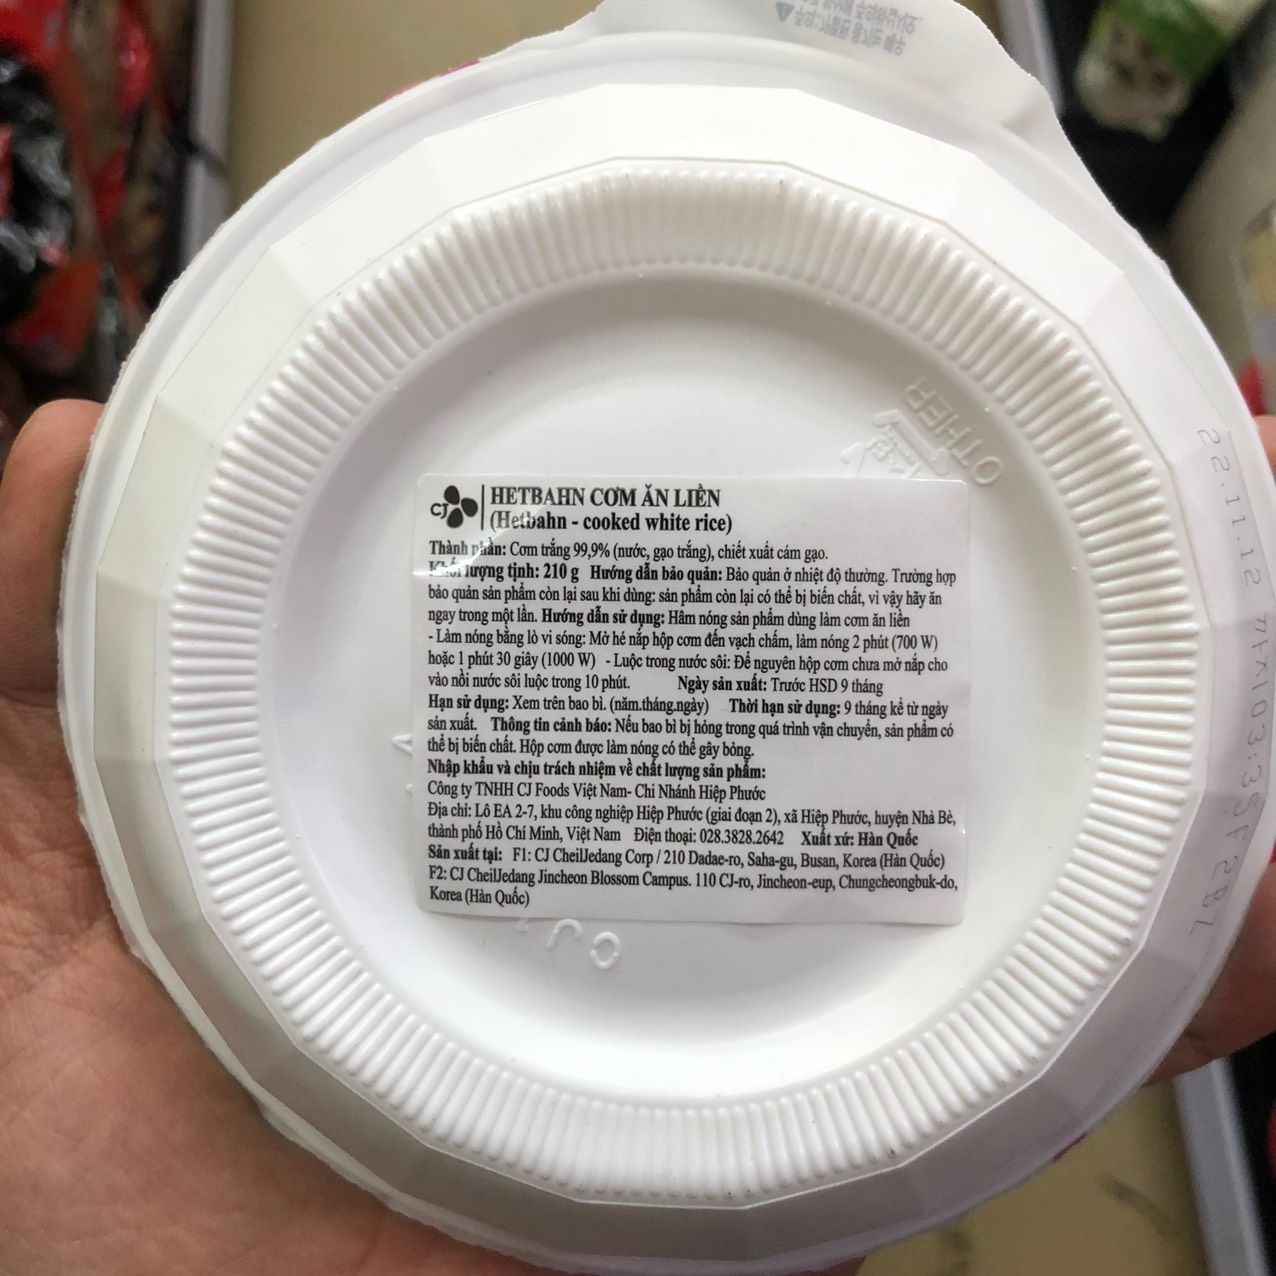 CJ
HETBAHN CƠM ĂN LIỀN
(Hetbahn - cooked white rice)
Thành phần: Cơm trắng 99,9% (nước, gạo trắng), chiết xuất cám gạo.
Khối lượng tịnh: 210 g Hướng dẫn bảo quản: Bảo quản ở nhiệt độ thường. Trường hợp
bảo quản sản phẩm còn lại sau khi dùng: sản phẩm còn lại có thể bị biến chất, vì vậy hãy ăn
ngay trong một lần. Hướng dẫn sử dụng: Hâm nóng sản phẩm dùng làm cơm ăn liền
- Làm nóng bằng lò vi sóng: Mở hé nắp hộp cơm đến vạch chấm, làm nóng 2 phút (700 W)
hoặc 1 phút 30 giây (1000 W) - Luộc trong nước sôi: Để nguyên hộp cơm chưa mở nắp cho
vào nồi nước sôi luộc trong 10 phút. Ngày sản xuất: Trước HSD 9 tháng
Hạn sử dụng: Xem trên bao bì. (năm.tháng.ngày) Thời hạn sử dụng: 9 tháng kể từ ngày
sản xuất. Thông tin cảnh báo: Nếu bao bì bị hỏng trong quá trình vận chuyển, sản phẩm có
thể bị biến chất. Hộp cơm được làm nóng có thể gây bỏng.
Nhập khẩu và chịu trách nhiệm về chất lượng sản phẩm:
Công ty TNHH CJ Foods Việt Nam- Chi Nhánh Hiệp Phước
Địa chỉ: Lô EA 2-7, khu công nghiệp Hiệp Phước (giai đoạn 2), xã Hiệp Phước, huyện Nhà Bè,
thành phố Hồ Chí Minh, Việt Nam Điện thoại: 028.3828.2642 Xuất xứ: Hàn Quốc
Sản xuất tại: F1: CJ CheilJedang Corp / 210 Dadae-ro, Saha-gu, Busan, Korea (Hàn Quốc)
F2: CJ CheilJedang Jincheon Blossom Campus. 110 CJ-ro, Jincheon-eup, Chungcheongbuk-do,
Korea (Hàn Quốc)
OTHER
22.11.12 까지03:35F2B7
CJ